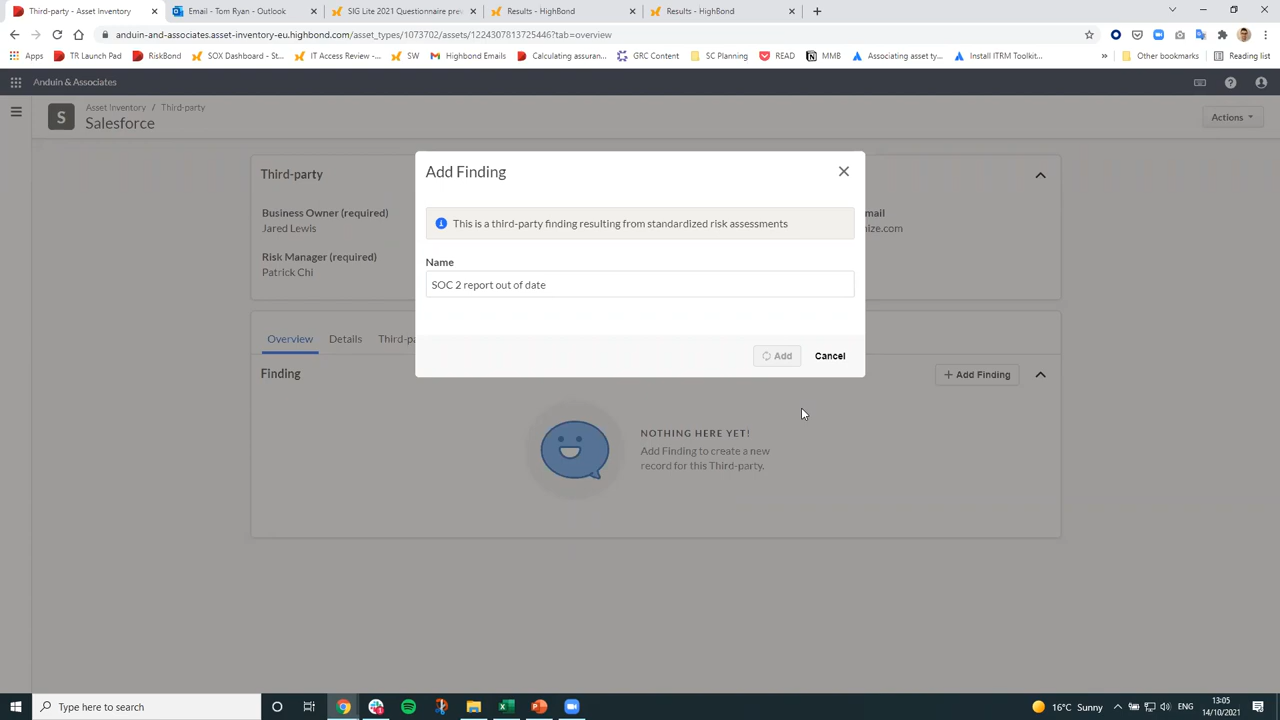 Third-party - Asset Inventory
Email - Tom Ryan - Outlook
SIG Lite 2021 Questionnaire prev
Results - HighBond
Results - HighBond
anduin-and-associates.asset-inventory-eu.highbond.com/asset_types/1073702/assets/1224307813725446?tab=overview
Apps
TR Launch Pad
RiskBond
SOX Dashboard - St...
IT Access Review -...
SW
Highbond Emails
Calculating assuran...
GRC Content
SC Planning
READ
MMB
Associating asset ty...
Install ITRM Toolkit...
»
Other bookmarks
Reading list
Anduin & Associates
S
Asset Inventory / Third-party
Salesforce
Actions
Third-party
Business Owner (required)
Jared Lewis
mail
nize.com
Risk Manager (required)
Patrick Chi
Add Finding
This is a third-party finding resulting from standardized risk assessments
Name
SOC 2 report out of date
Add
Cancel
Overview
Details
Third-pa
Finding
+ Add Finding
NOTHING HERE YET!
Add Finding to create a new
record for this Third-party.
Type here to search
16°C Sunny
ENG
13:05
14/10/2021